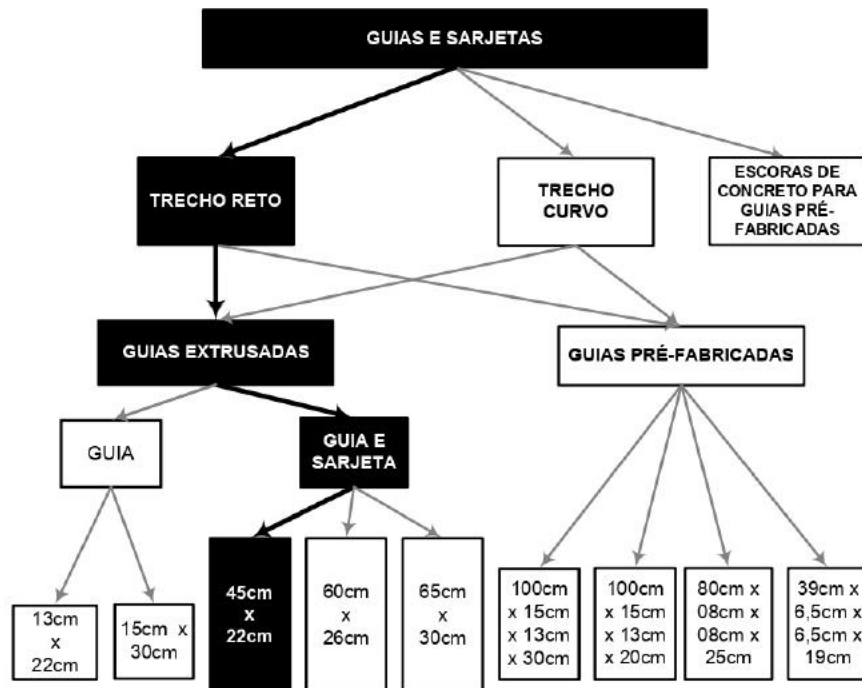 GUIAS E SARJETAS
TRECHO RETO
TRECHO
CURVO
ESCORAS DE
CONCRETO PARA
GUIAS PRÉ-
FABRICADAS
GUIAS EXTRUSADAS
GUIAS PRÉ-FABRICADAS
GUIA
GUIA E
SARJETA
13cm
x
22cm
15cm x
30cm
45cm
x
22cm
60cm
x
26cm
65cm
x
30cm
100cm
x 15cm
x 13cm
x 30cm
100cm
x 15cm
x 13cm
x 20cm
80cm x
08cm x
08cm x
25cm
39cm x
6,5cm x
6,5cm x
19cm